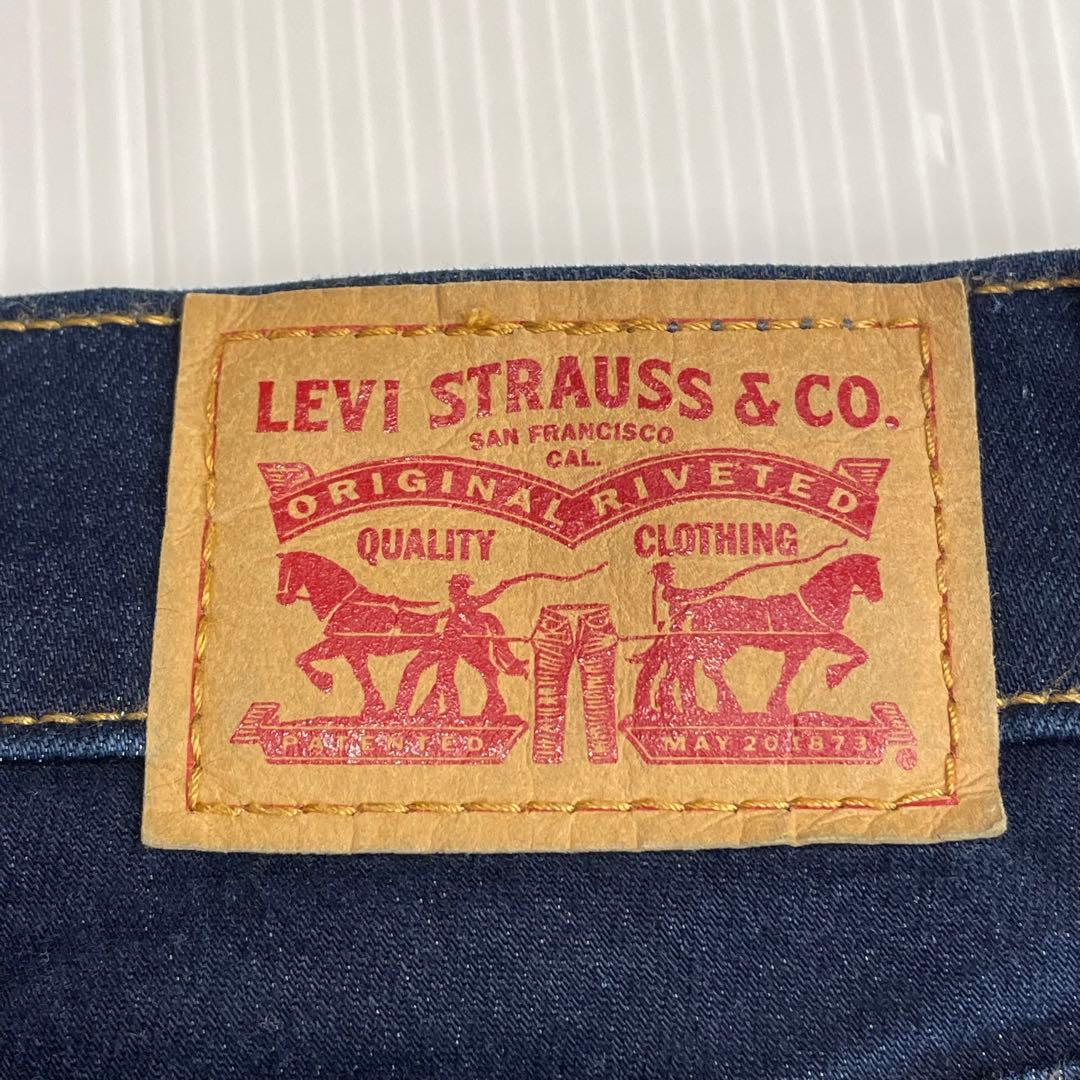 LEVI STRAUSS & CO.
SAN FRANCISCO
CAL.
ORIGINAL RIVETED
QUALITY CLOTHING
PATENTED MAY 20 1873
®